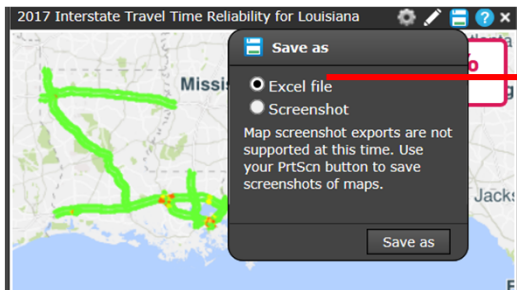 2017 Interstate Travel Time Reliability for Louisiana
Save as
%
Missi
Excel file
Screenshot
Map screenshot exports are not
supported at this time. Use
your PrtScn button to save
screenshots of maps.
Jacks
Save as